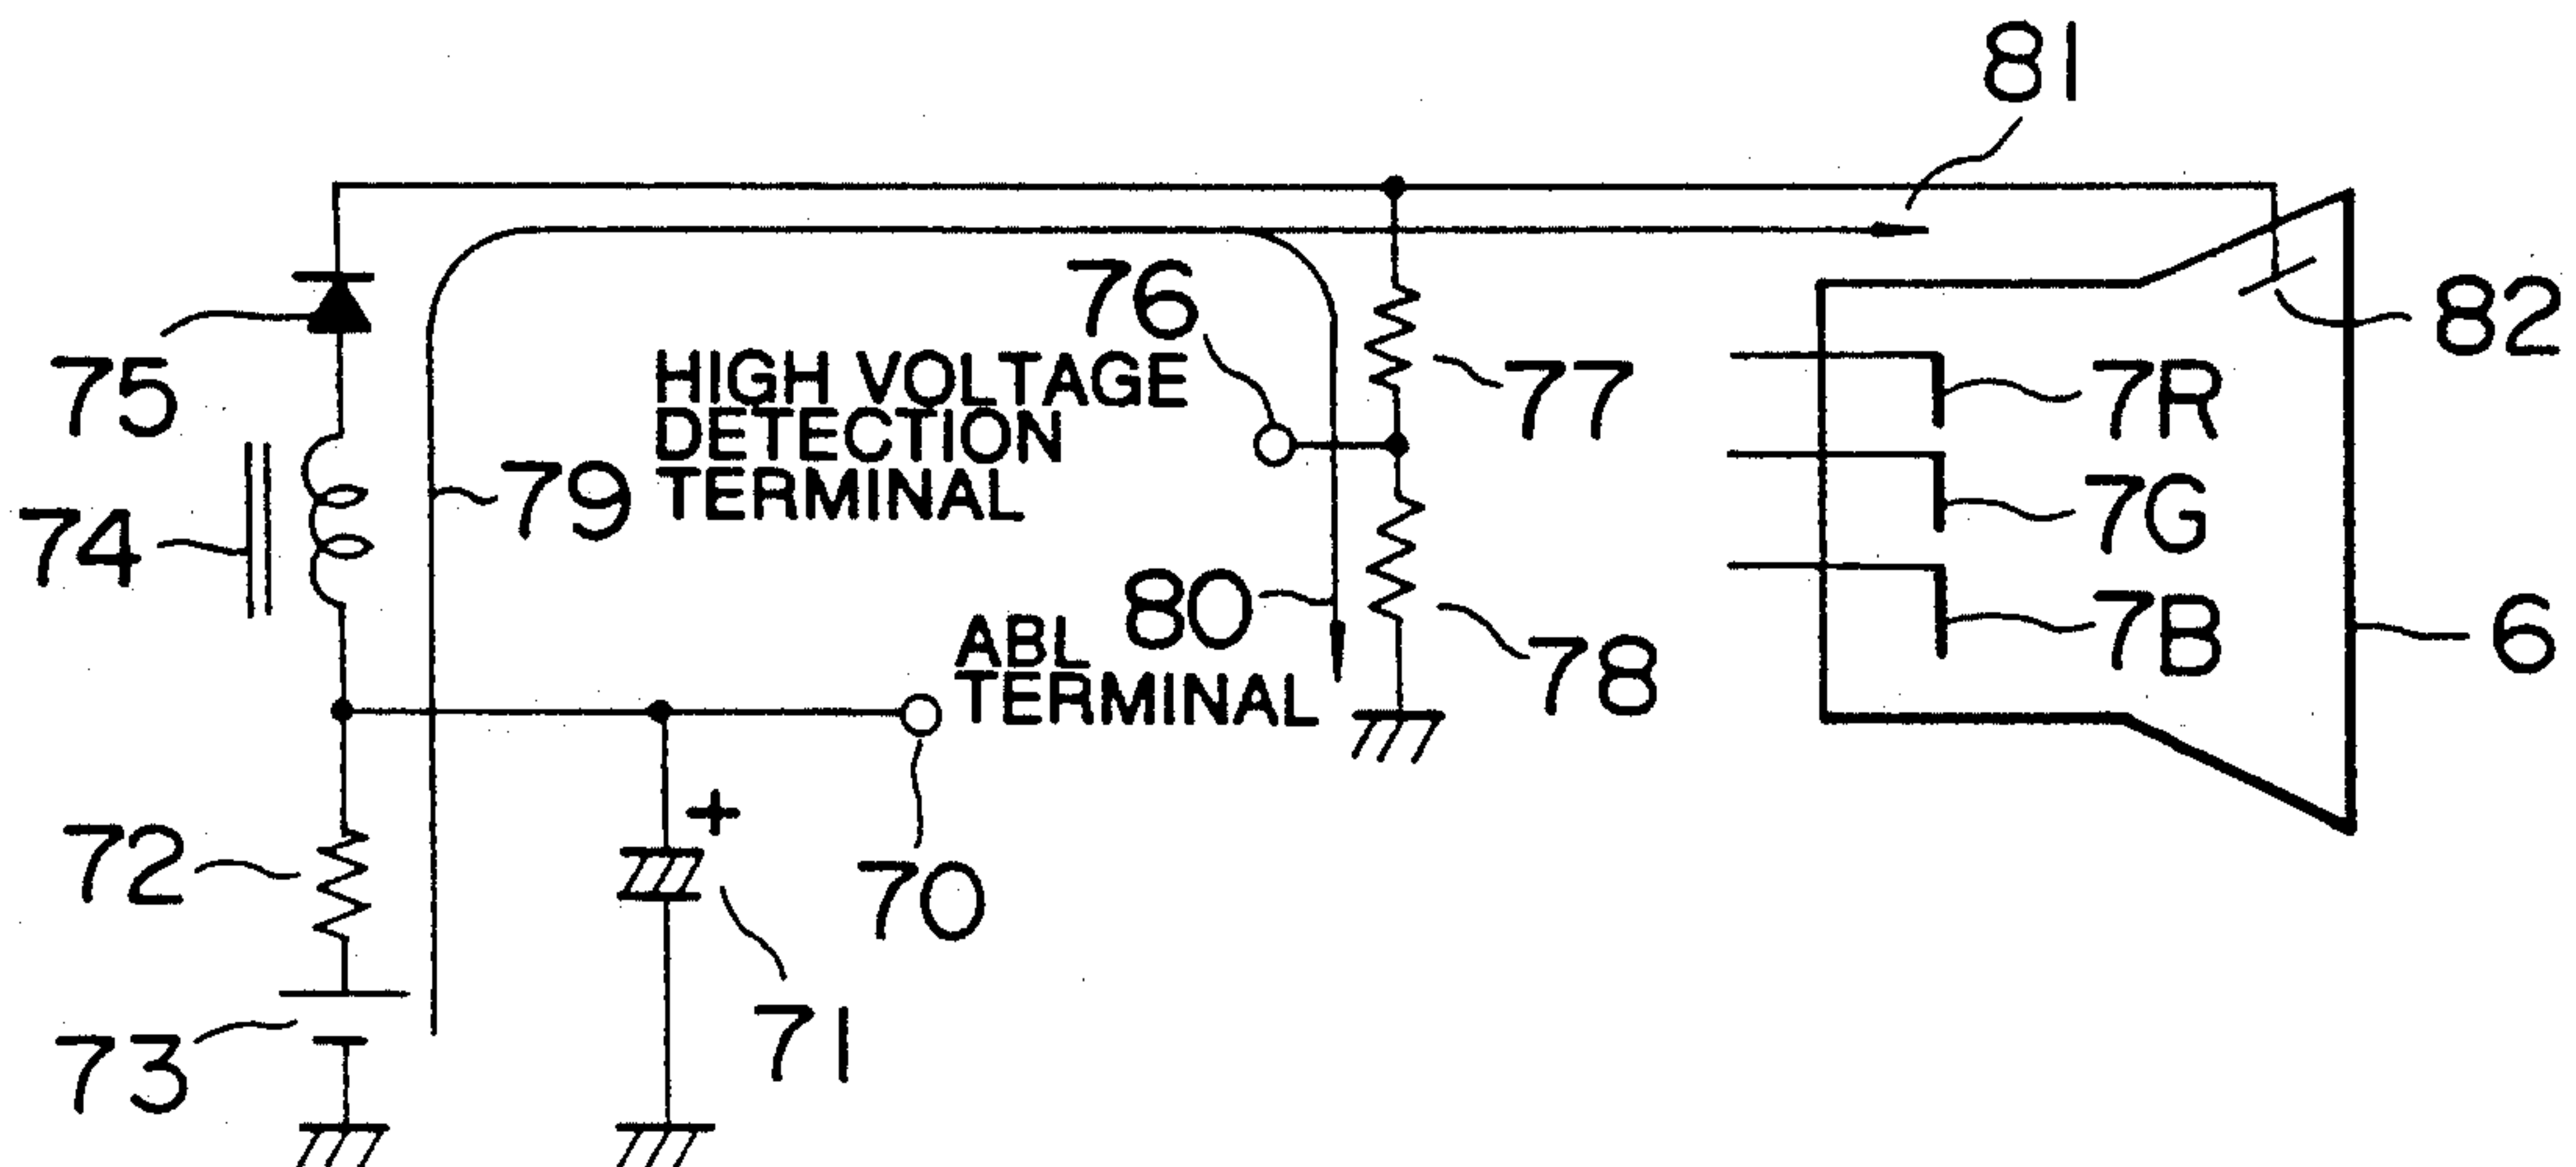 81
82
76
75
HIGH VOLTAGE
DETECTION
TERMINAL
77
7R
79
7G
74
80
7B
6
ABL
TERMINAL
78
+
72
70
71
73